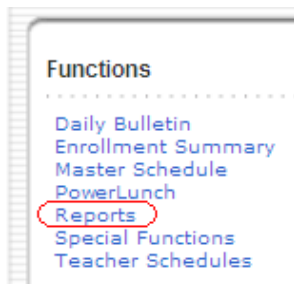 Functions
Daily Bulletin
Enrollment Summary
Master Schedule
PowerLunch
Reports
Special Functions
Teacher Schedules